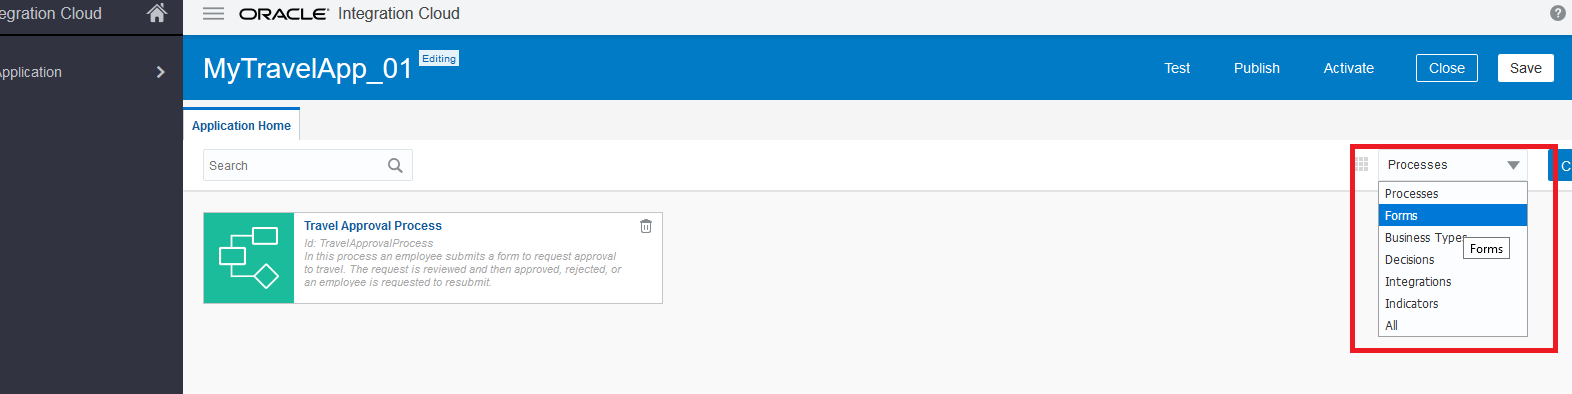 egration Cloud
ORACLE Integration Cloud
?
Application
MyTravelApp_01 Editing
Test Publish Activate Close Save
Application Home
Search
Processes
C
Processes
Forms
Business Types
Forms
Decisions
Integrations
Indicators
All
Travel Approval Process
Id: TravelApprovalProcess
In this process an employee submits a form to request approval
to travel. The request is reviewed and then approved, rejected, or
an employee is requested to resubmit.